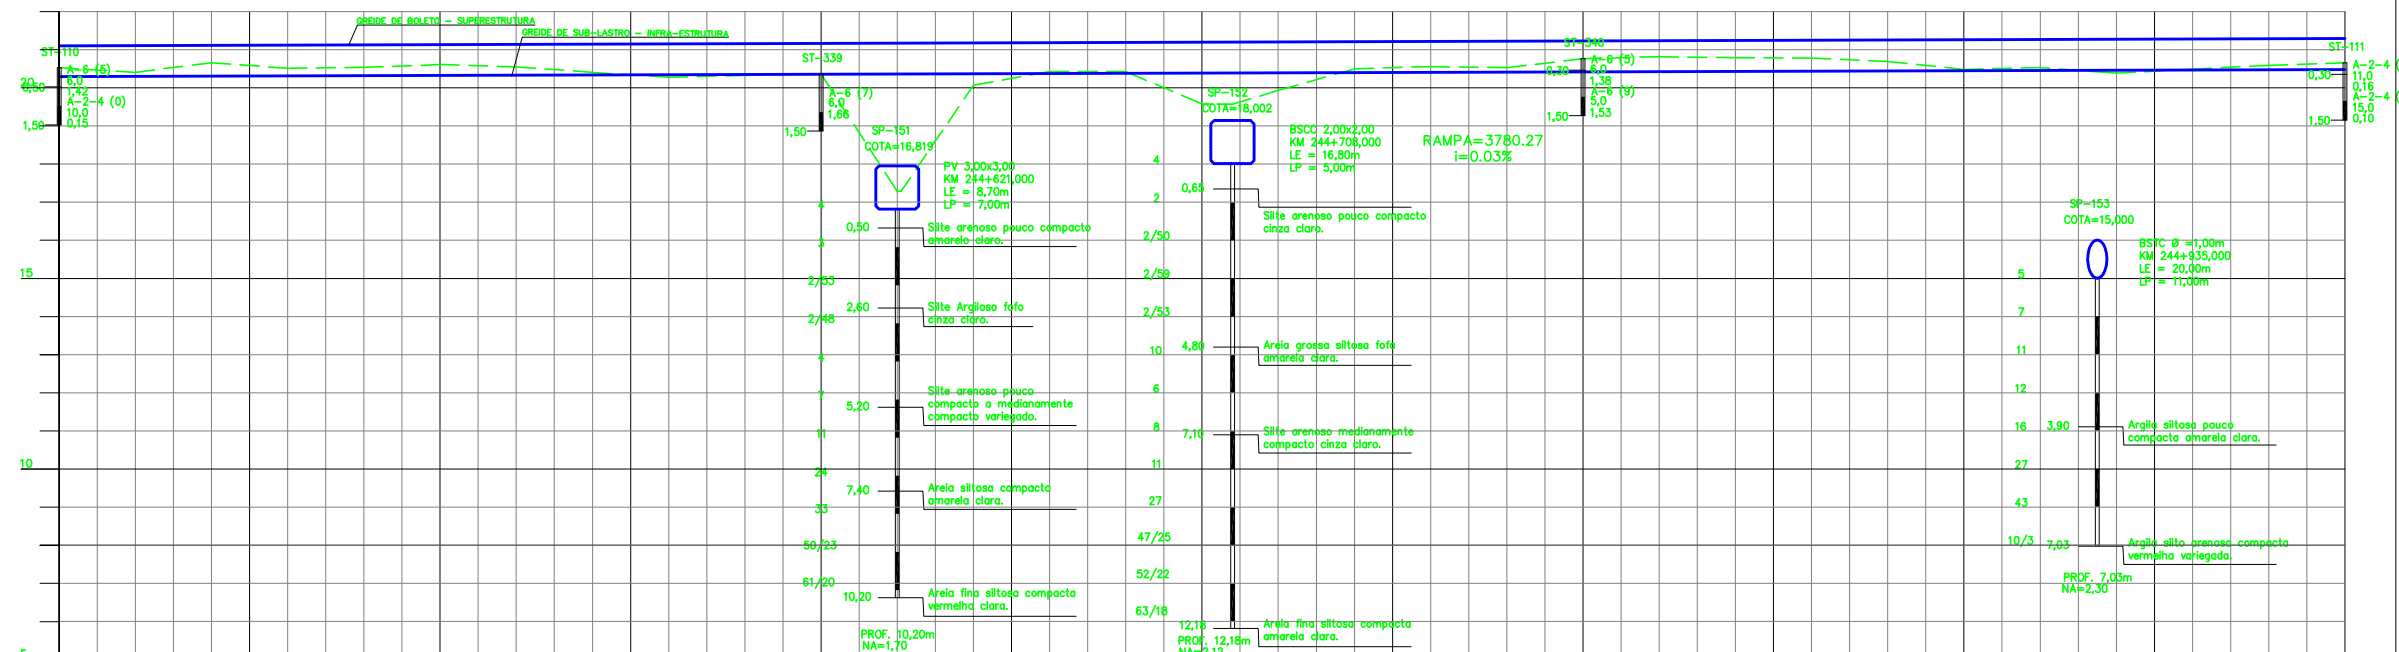 GREIDE DE BOLETO - SUPERESTRUTURA
GREIDE DE SUB-LASTRO - INFRA-ESTRUTURA
ST-110
A-6 (5)
6,0
1,42
A-2-4 (0)
10,0
0,15
20
0,50
1,50
15
10
ST-339
A-6 (7)
6,0
1,66
1,50
SP-151
COTA=16,819
PV 3,00x3,00
KM 244+621,000
LE = 8,70m
LP = 7,00m
4
3
2/53
2/48
4
7
11
24
33
50/23
61/20
0,50
Silte arenoso pouco compacto
amarelo claro.
2,60
Silte Argiloso fofo
cinza claro.
5,20
Silte arenoso pouco
compacto a medianamente
compacto variegado.
7,40
Areia siltosa compacta
amarela clara.
10,20
Areia fina siltosa compacta
vermelha clara.
PROF. 10,20m
NA=1,70
SP-152
COTA=18,002
BSCC 2,00x2,00
KM 244+708,000
LE = 16,80m
LP = 5,00m
4
2
2/50
2/59
2/53
10
6
8
11
27
47/25
52/22
63/18
0,65
Silte arenoso pouco compacto
cinza claro.
4,80
Areia grossa siltosa fofa
amarela clara.
7,10
Silte arenoso medianamente
compacto cinza claro.
12,18
Areia fina siltosa compacta
amarela clara.
PROF. 12,18m
NA=2,12
RAMPA=3780.27
i=0.03%
ST-340
0,30
A-6 (5)
6,0
1,38
A-6 (9)
5,0
1,53
1,50
SP-153
COTA=15,000
BSTC Ø =1,00m
KM 244+935,000
LE = 20,00m
LP = 11,00m
5
7
11
12
16
27
43
10/3
3,90
Argila siltosa pouco
compacta amarela clara.
7,03
Argila silto arenosa compacta
vermelha variegada.
PROF. 7,03m
NA=2,30
ST-111
0,30
A-2-4 (
11,0
0,16
A-2-4 (
15,0
0,10
1,50